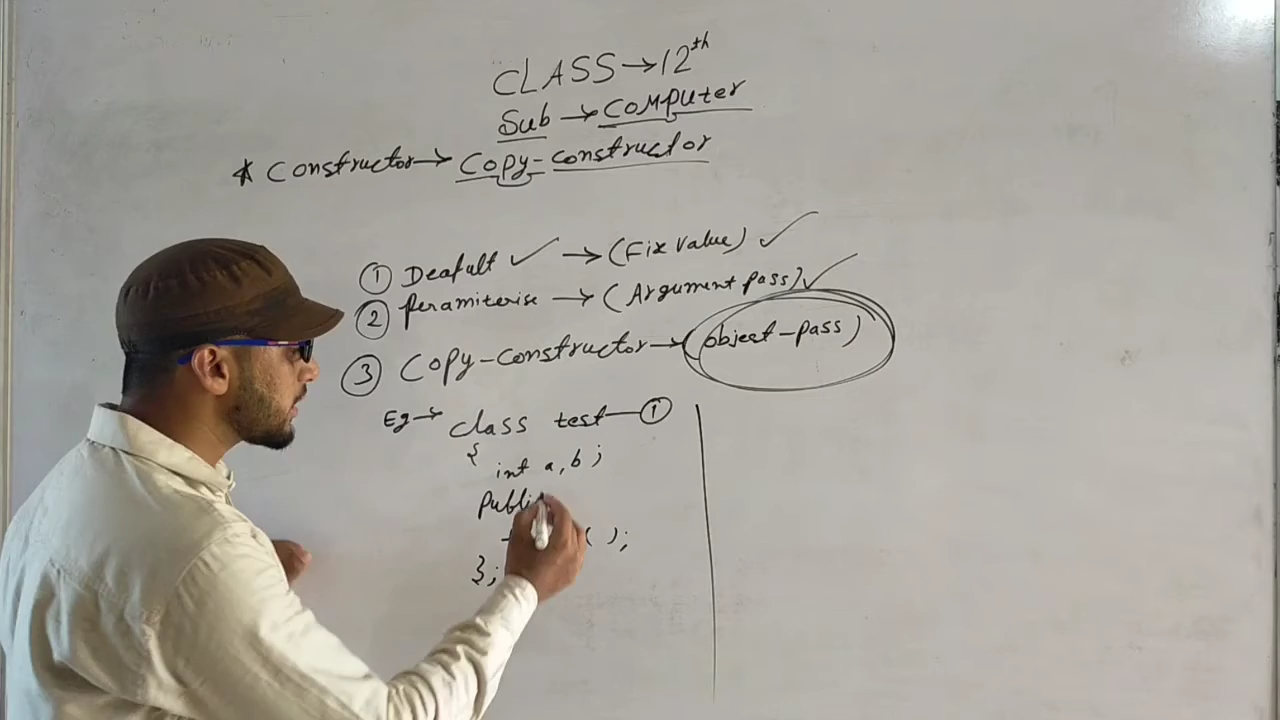 CLASS → 12th
Sub → COMPUTER
* Constructor → Copy-constructor
① Deafult ✓ → (Fix value) ✓
② Peramiterise → (Argument pass) ✓
③ Copy-constructor → (object-pass)
Eg → class test — ①
{
int a, b ;
Publi
( );
};